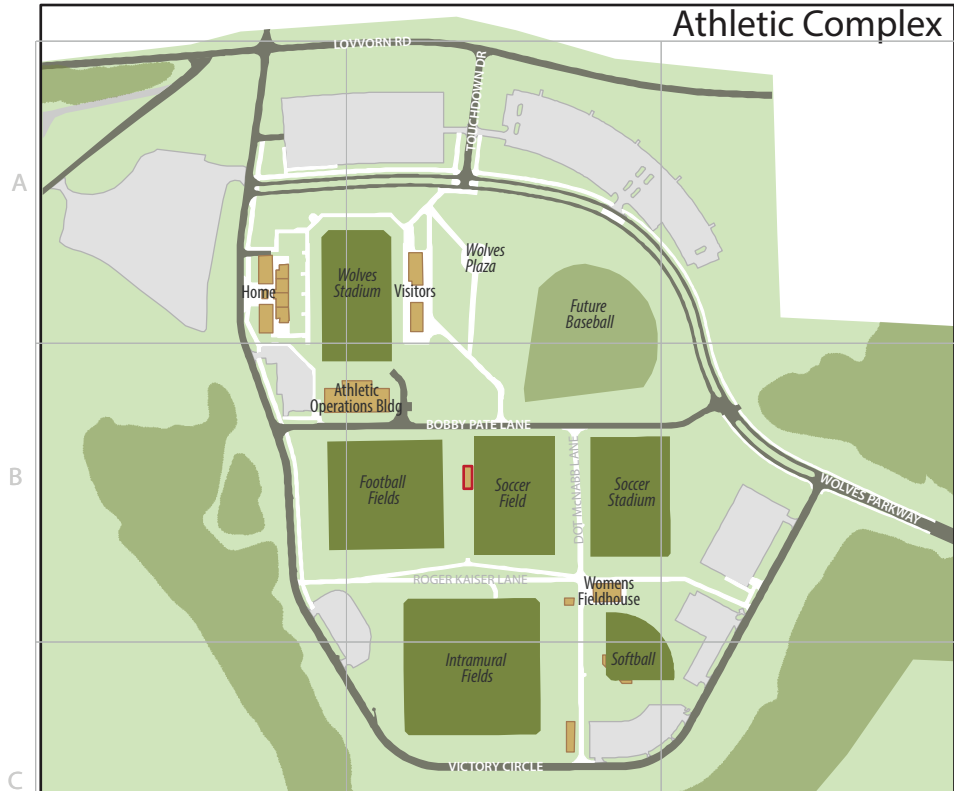 Athletic Complex
LOVVORN RD
TOUCHDOWN DR
A
Wolves
Plaza
Wolves
Stadium
Home
Visitors
Future
Baseball
Athletic
Operations Bldg
BOBBY PATE LANE
B
Football
Fields
Soccer
Field
DOT McNABB LANE
Soccer
Stadium
WOLVES PARKWAY
ROGER KAISER LANE
Womens
Fieldhouse
Intramural
Fields
Softball
VICTORY CIRCLE
C